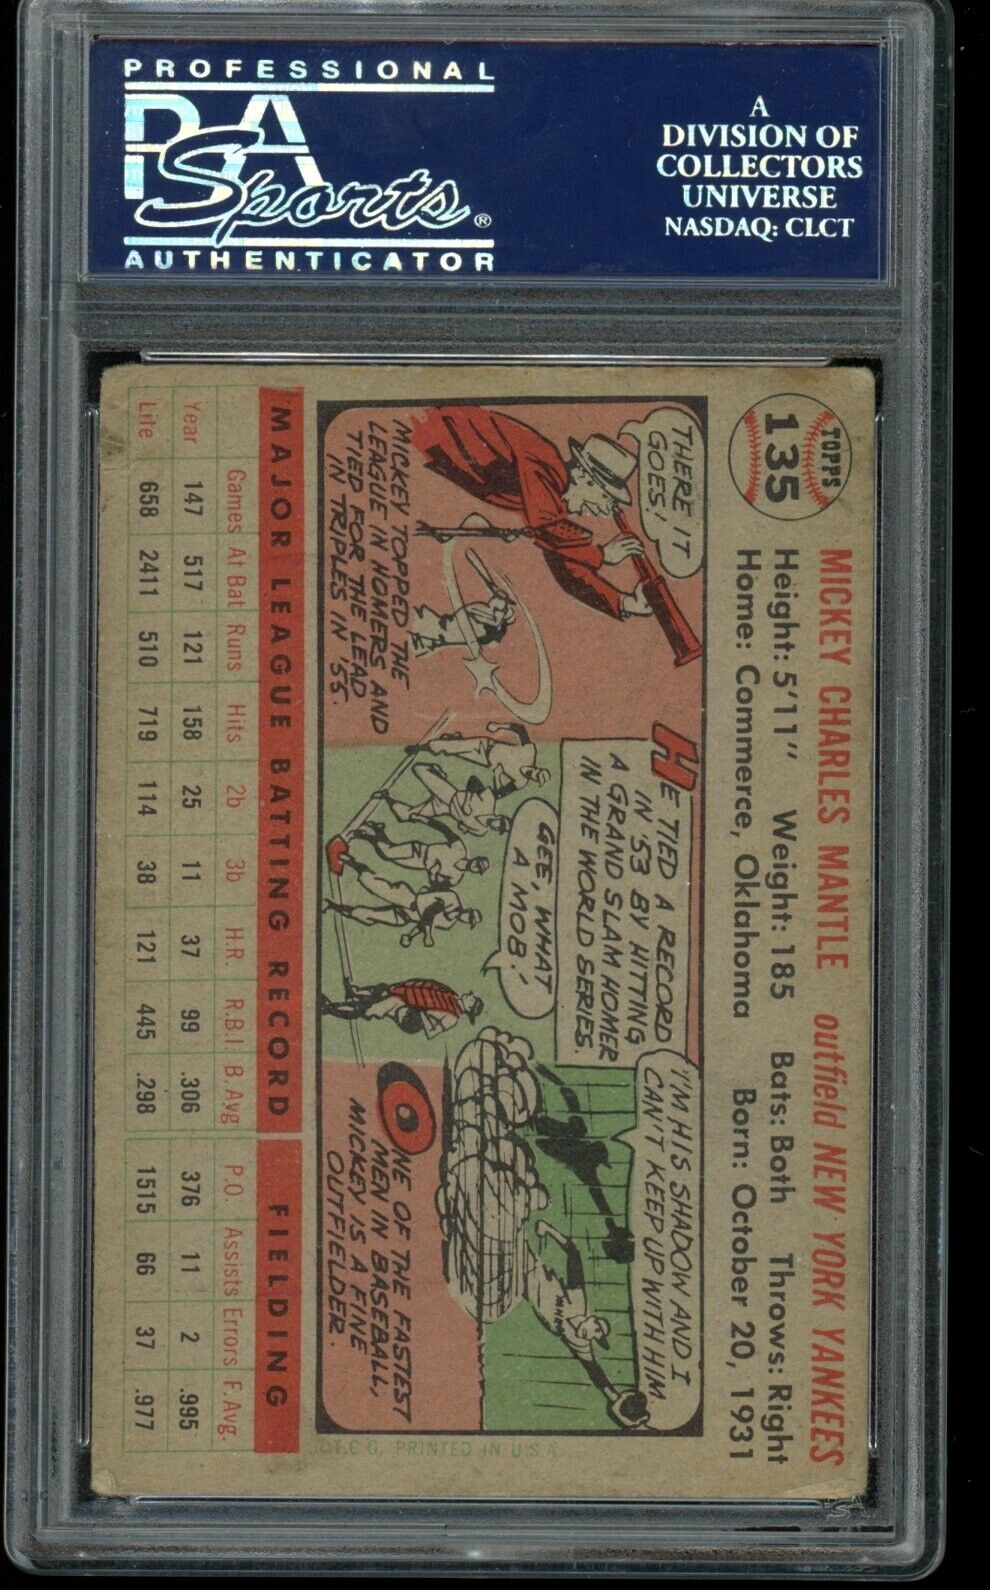 PROFESSIONAL
PSA
Sports®
AUTHENTICATOR
A
DIVISION OF
COLLECTORS
UNIVERSE
NASDAQ: CLCT
TOPPS
135
MICKEY CHARLES MANTLE outfield NEW YORK YANKEES
Height: 5'11" Weight: 185 Bats: Both Throws: Right
Home: Commerce, Oklahoma Born: October 20, 1931
THERE IT
GOES!
MICKEY TOPPED THE
LEAGUE IN HOMERS AND
TIED FOR THE LEAD
IN TRIPLES IN '55.
HE TIED A RECORD
IN '53 BY HITTING
A GRAND SLAM HOMER
IN THE WORLD SERIES.
GEE, WHAT
A MOB!
I'M HIS SHADOW AND I
CAN'T KEEP UP WITH HIM
ONE OF THE FASTEST
MEN IN BASEBALL,
MICKEY IS A FINE
OUTFIELDER.
©T.C.G. PRINTED IN U.S.A.
MAJOR LEAGUE BATTING RECORD FIELDING
Games At Bat Runs Hits 2b 3b H.R. R.B.I. B.Avg P.O. Assists Errors F.Avg.
Year 147 517 121 158 25 11 37 99 .306 376 11 2 .995
Life 658 2411 510 719 114 38 121 445 .298 1515 66 37 .977
PSA